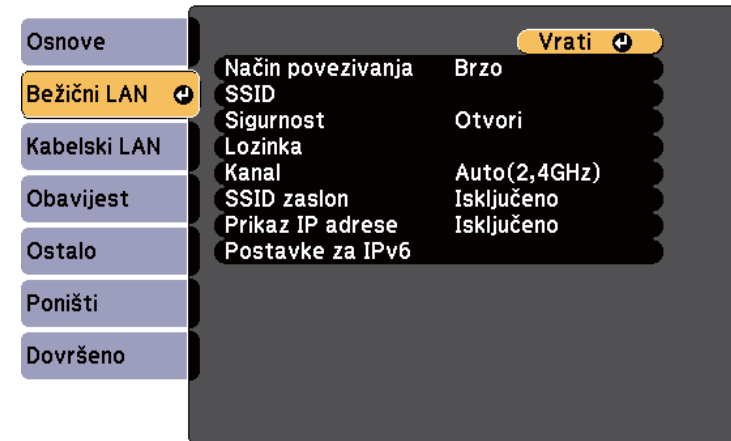 Osnove
Bežični LAN
Kabelski LAN
Obavijest
Ostalo
Poništi
Dovršeno
Vrati
Način povezivanja Brzo
SSID
Sigurnost Otvori
Lozinka
Kanal Auto(2,4GHz)
SSID zaslon Isključeno
Prikaz IP adrese Isključeno
Postavke za IPv6